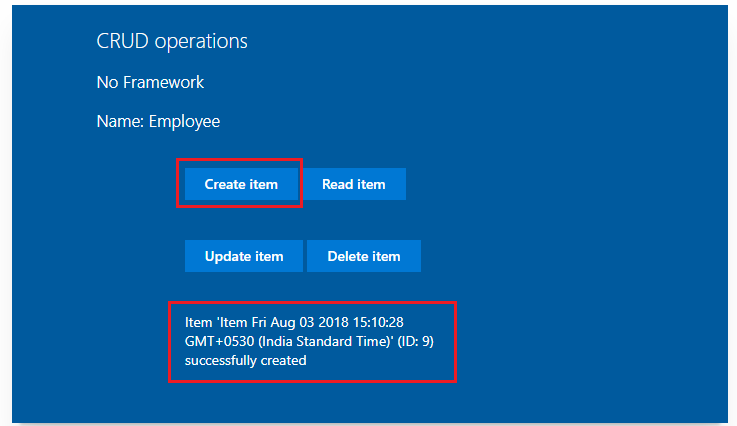 CRUD operations
No Framework
Name: Employee
Create item
Read item
Update item
Delete item
Item 'Item Fri Aug 03 2018 15:10:28
GMT+0530 (India Standard Time)' (ID: 9)
successfully created